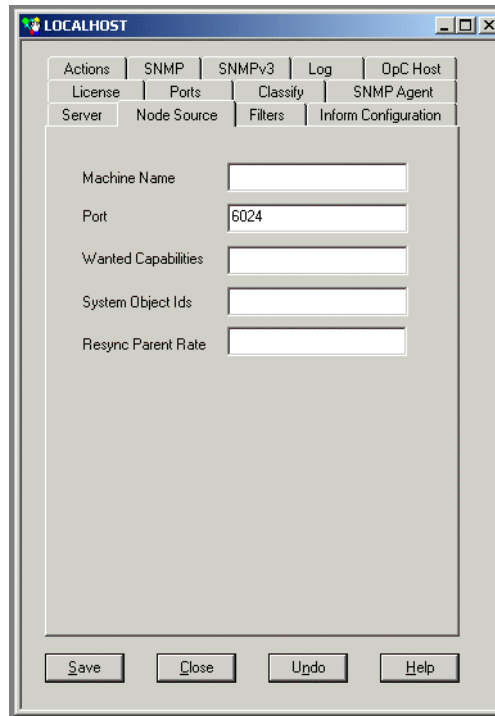 LOCALHOST
Actions SNMP SNMPv3 Log OpC Host
License Ports Classify SNMP Agent
Server Node Source Filters Inform Configuration
Machine Name
Port 6024
Wanted Capabilities
System Object Ids
Resync Parent Rate
Save Close Undo Help